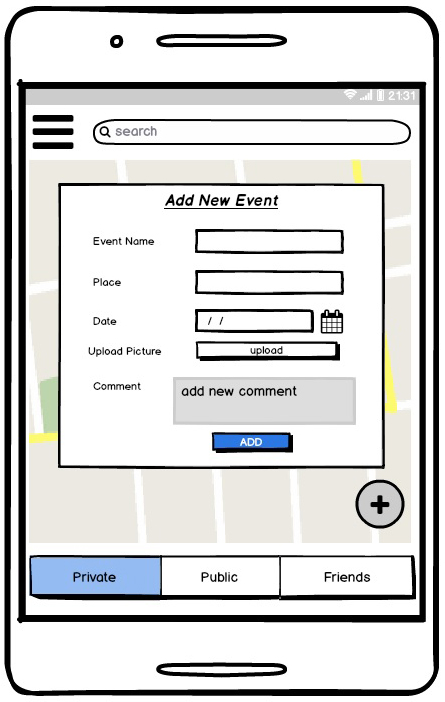 21:31
search
Add New Event
Event Name
Place
Date / /
Upload Picture upload
Comment add new comment
ADD
+
Private Public Friends